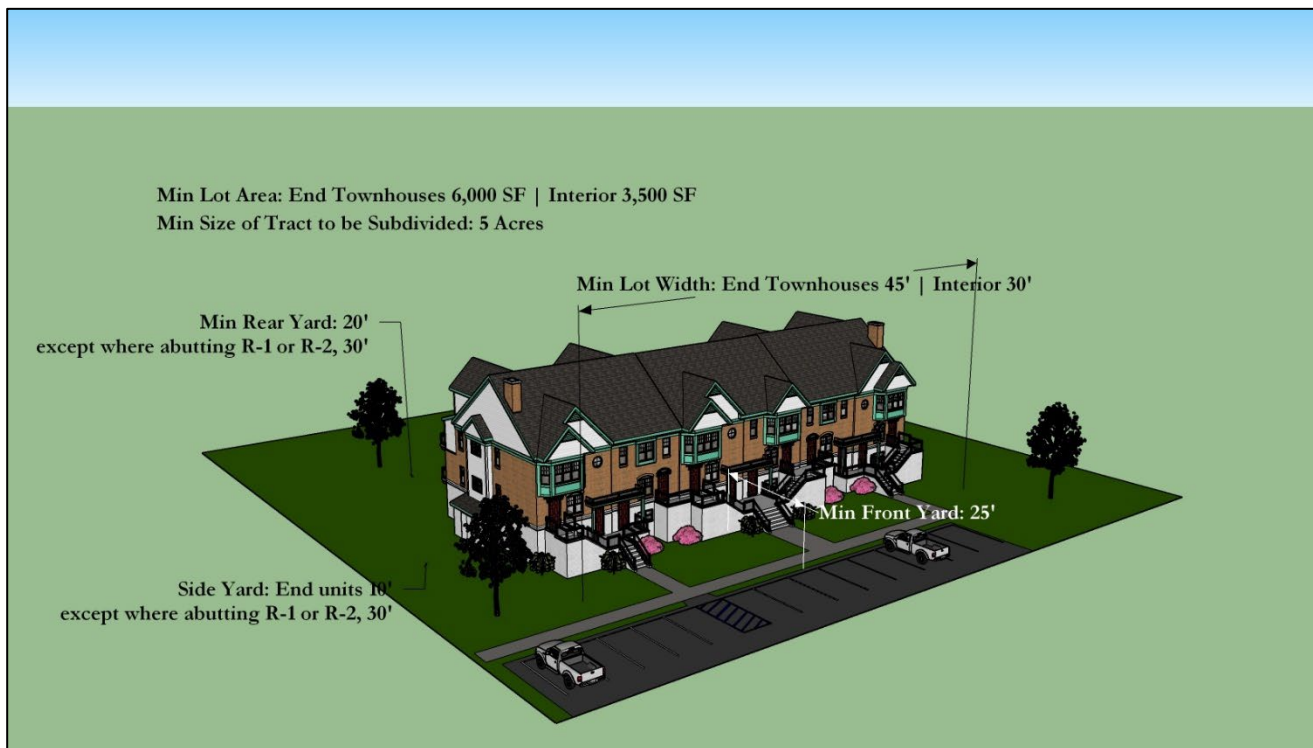 Min Lot Area: End Townhouses 6,000 SF | Interior 3,500 SF
Min Size of Tract to be Subdivided: 5 Acres
Min Lot Width: End Townhouses 45' | Interior 30'
Min Rear Yard: 20'
except where abutting R-1 or R-2, 30'
Min Front Yard: 25'
Side Yard: End units 10'
except where abutting R-1 or R-2, 30'